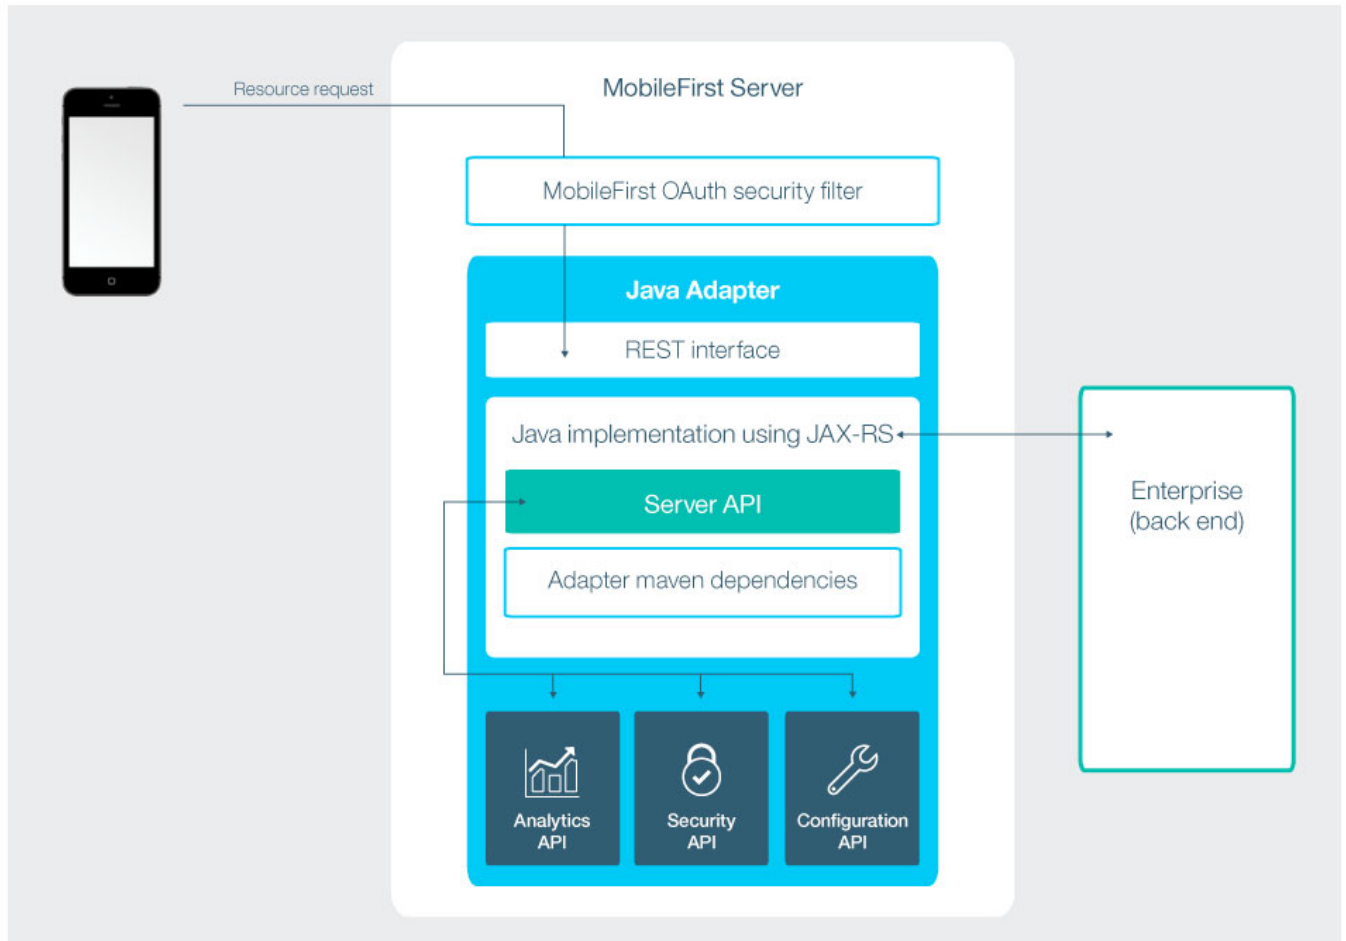 Resource request
MobileFirst Server
MobileFirst OAuth security filter
Java Adapter
REST interface
Java implementation using JAX-RS
Server API
Adapter maven dependencies
Enterprise
(back end)
Analytics
API
Security
API
Configuration
API